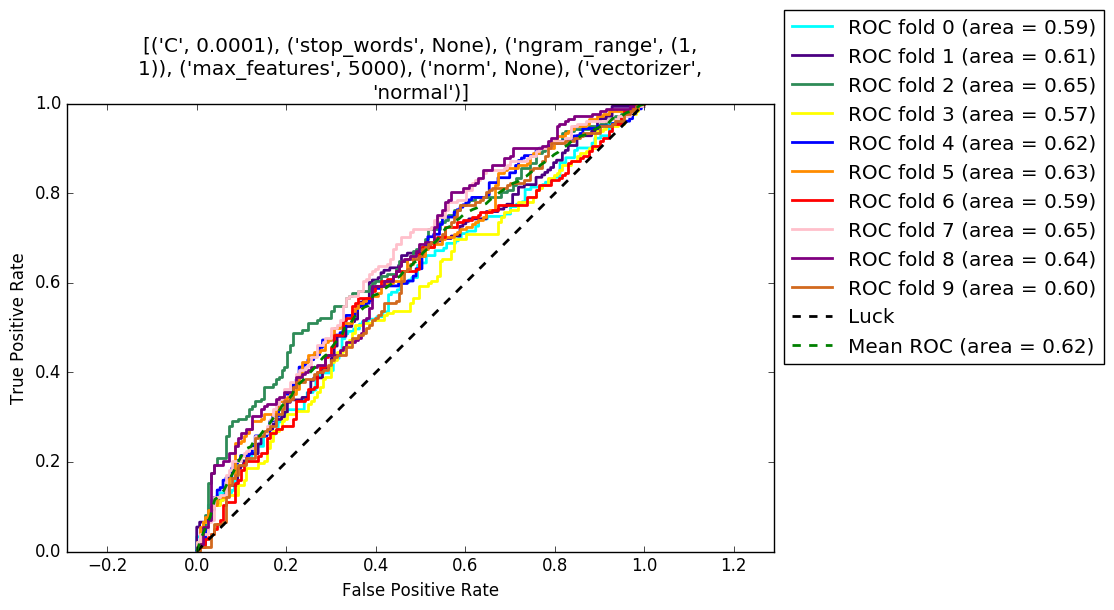 [('C', 0.0001), ('stop_words', None), ('ngram_range', (1,
1)), ('max_features', 5000), ('norm', None), ('vectorizer',
'normal')]
ROC fold 0 (area = 0.59)
ROC fold 1 (area = 0.61)
ROC fold 2 (area = 0.65)
ROC fold 3 (area = 0.57)
ROC fold 4 (area = 0.62)
ROC fold 5 (area = 0.63)
ROC fold 6 (area = 0.59)
ROC fold 7 (area = 0.65)
ROC fold 8 (area = 0.64)
ROC fold 9 (area = 0.60)
Luck
Mean ROC (area = 0.62)
True Positive Rate
1.0
0.8
0.6
0.4
0.2
0.0
−0.2 0.0 0.2 0.4 0.6 0.8 1.0 1.2
False Positive Rate